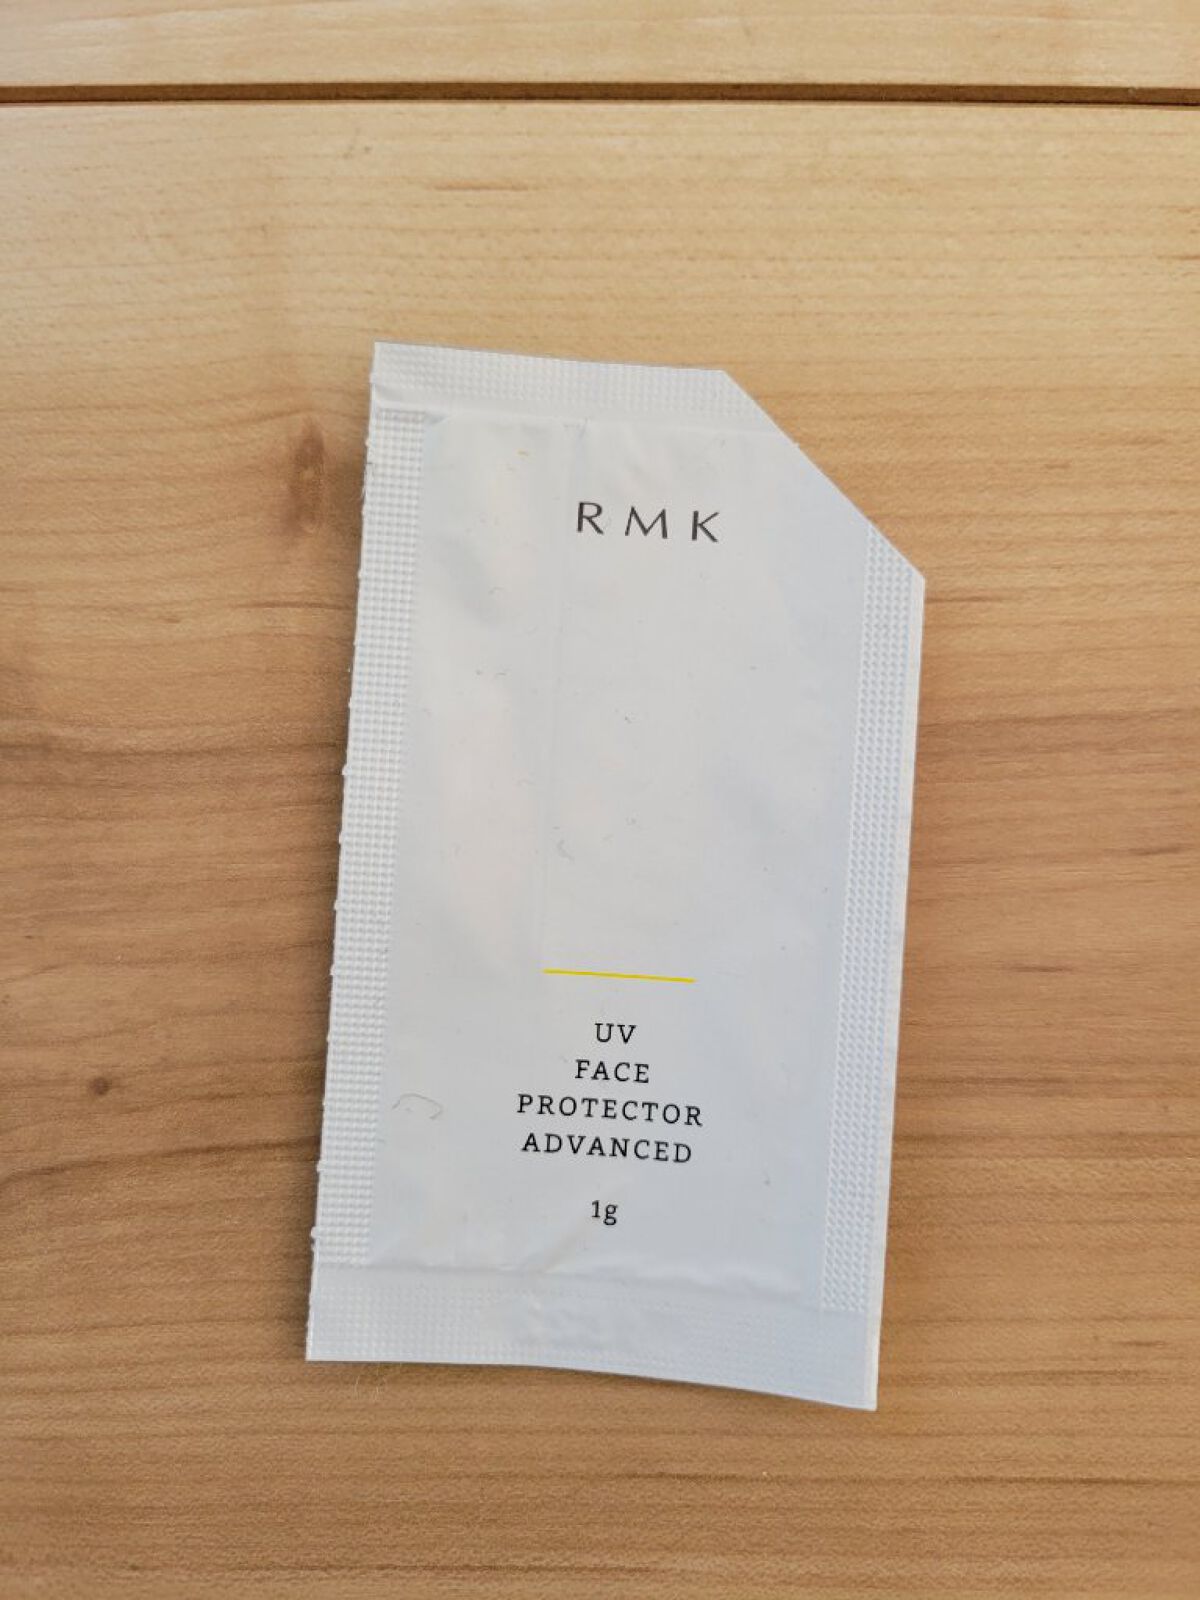 RMK
UV
FACE
PROTECTOR
ADVANCED
1g